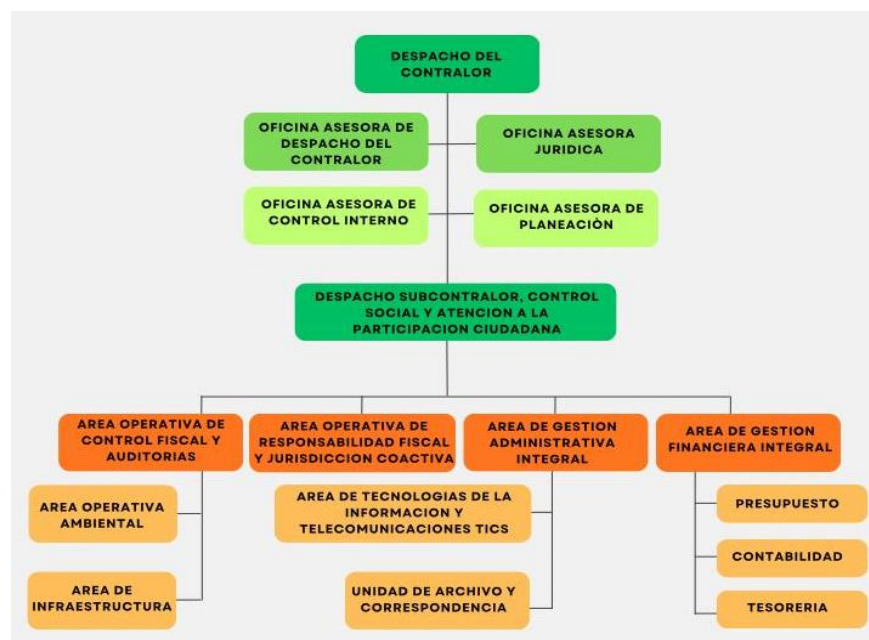 DESPACHO DEL
CONTRALOR
OFICINA ASESORA DE
DESPACHO DEL
CONTRALOR
OFICINA ASESORA
JURIDICA
OFICINA ASESORA DE
CONTROL INTERNO
OFICINA ASESORA DE
PLANEACIÒN
DESPACHO SUBCONTRALOR, CONTROL
SOCIAL Y ATENCION A LA
PARTICIPACION CIUDADANA
AREA OPERATIVA DE
CONTROL FISCAL Y
AUDITORIAS
AREA OPERATIVA DE
RESPONSABILIDAD FISCAL
Y JURISDICCION COACTIVA
AREA DE GESTION
ADMINISTRATIVA
INTEGRAL
AREA DE GESTION
FINANCIERA INTEGRAL
AREA OPERATIVA
AMBIENTAL
AREA DE
INFRAESTRUCTURA
AREA DE TECNOLOGIAS DE LA
INFORMACION Y
TELECOMUNICACIONES TICS
UNIDAD DE ARCHIVO Y
CORRESPONDENCIA
PRESUPUESTO
CONTABILIDAD
TESORERIA